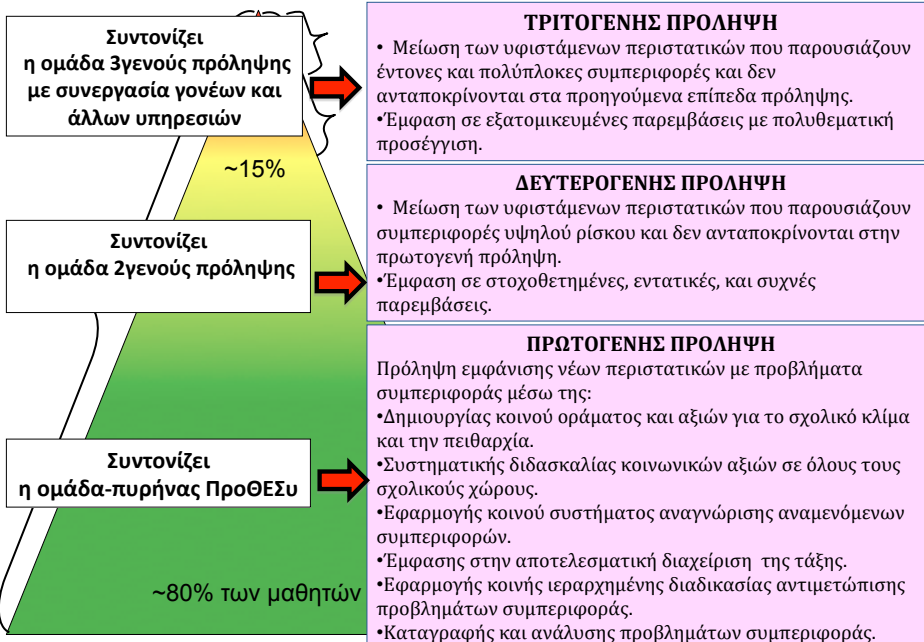 Συντονίζει
η ομάδα 3γενούς πρόληψης
με συνεργασία γονέων και
άλλων υπηρεσιών
ΤΡΙΤΟΓΕΝΗΣ ΠΡΟΛΗΨΗ
• Μείωση των υφιστάμενων περιστατικών που παρουσιάζουν
έντονες και πολύπλοκες συμπεριφορές και δεν
ανταποκρίνονται στα προηγούμενα επίπεδα πρόληψης.
•Έμφαση σε εξατομικευμένες παρεμβάσεις με πολυθεματική
προσέγγιση.
~15%
Συντονίζει
η ομάδα 2γενούς πρόληψης
ΔΕΥΤΕΡΟΓΕΝΗΣ ΠΡΟΛΗΨΗ
• Μείωση των υφιστάμενων περιστατικών που παρουσιάζουν
συμπεριφορές υψηλού ρίσκου και δεν ανταποκρίνονται στην
πρωτογενή πρόληψη.
•Έμφαση σε στοχοθετημένες, εντατικές, και συχνές
παρεμβάσεις.
Συντονίζει
η ομάδα-πυρήνας ΠροΘΕΣυ
ΠΡΩΤΟΓΕΝΗΣ ΠΡΟΛΗΨΗ
Πρόληψη εμφάνισης νέων περιστατικών με προβλήματα
συμπεριφοράς μέσω της:
•Δημιουργίας κοινού οράματος και αξιών για το σχολικό κλίμα
και την πειθαρχία.
•Συστηματικής διδασκαλίας κοινωνικών αξιών σε όλους τους
σχολικούς χώρους.
•Εφαρμογής κοινού συστήματος αναγνώρισης αναμενόμενων
συμπεριφορών.
•Έμφασης στην αποτελεσματική διαχείριση της τάξης.
•Εφαρμογής κοινής ιεραρχημένης διαδικασίας αντιμετώπισης
προβλημάτων συμπεριφοράς.
•Καταγραφής και ανάλυσης προβλημάτων συμπεριφοράς.
~80% των μαθητών